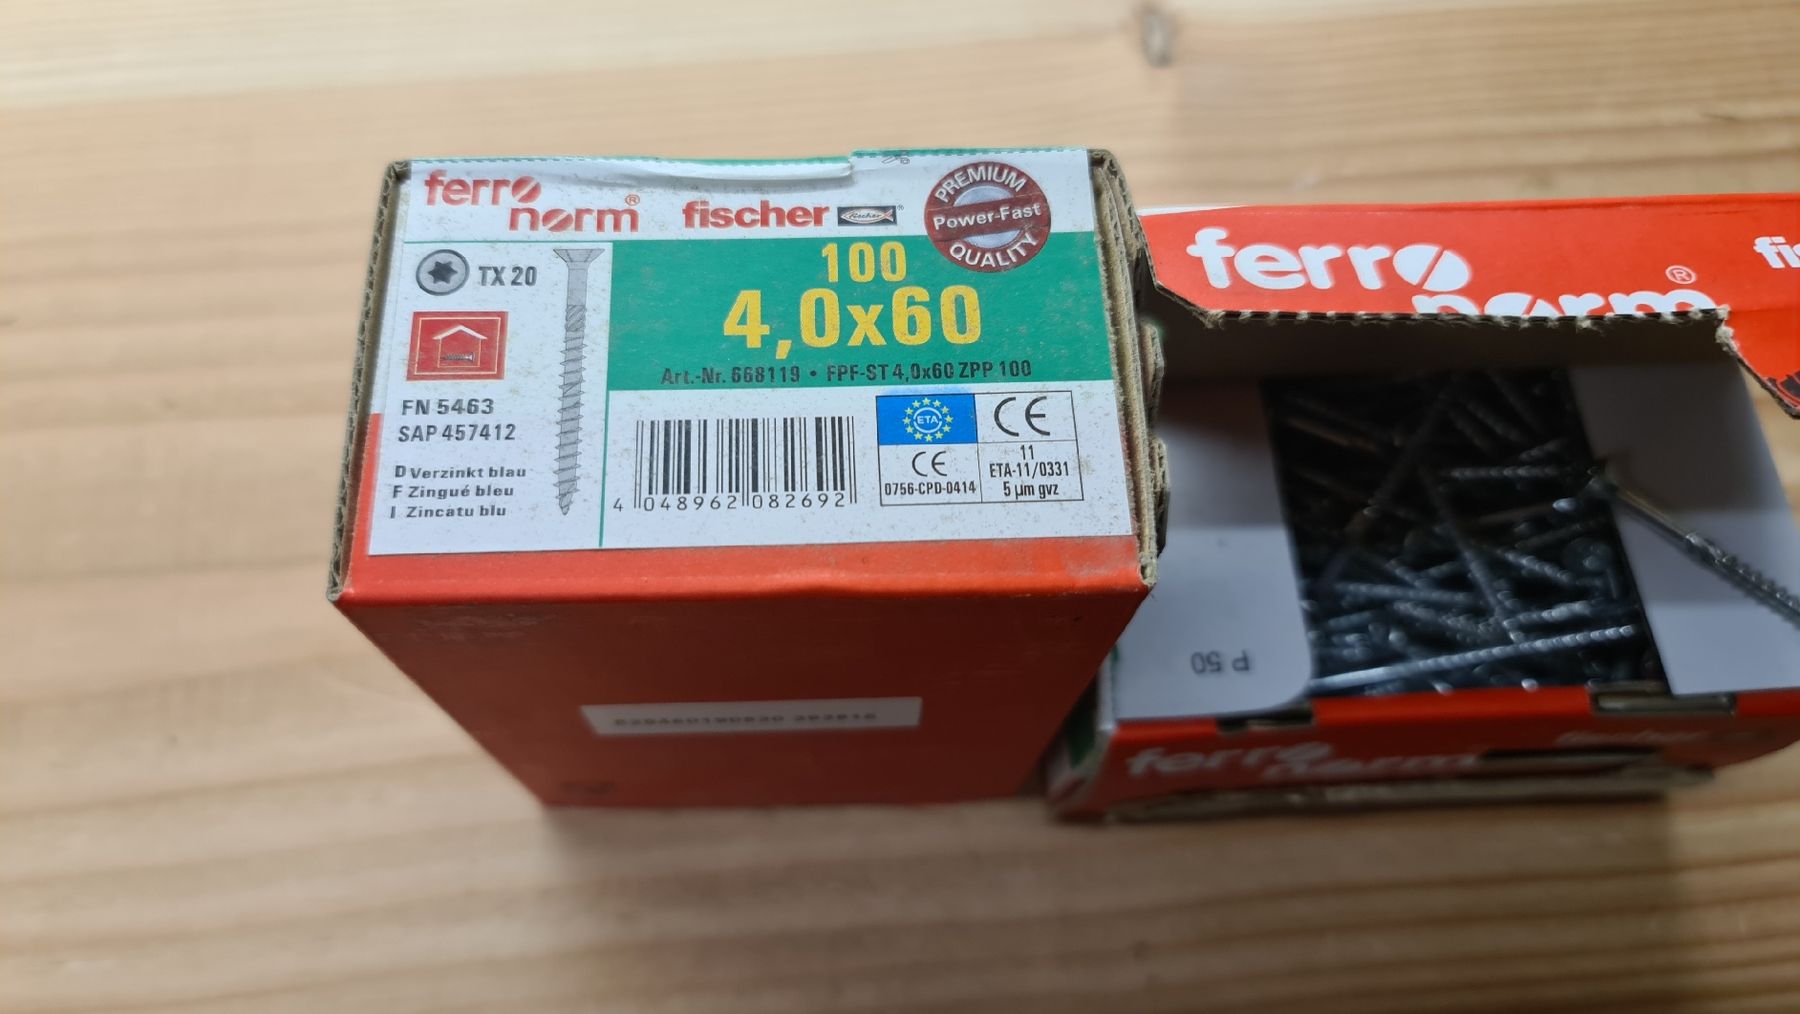 ferro
norm®
fischer fischer ®
PREMIUM
Power-Fast
QUALITY
TX 20
100
4,0x60
Art.-Nr. 668119 • FPF-ST 4,0x60 ZPP 100
FN 5463
SAP 457412
D Verzinkt blau
F Zingué bleu
I Zincatu blu
4 048962 082692
ETA
CE
CE
0756-CPD-0414
11
ETA-11/0331
5 µm gvz
ferro
norm®
fis
P 50
ferro
norm